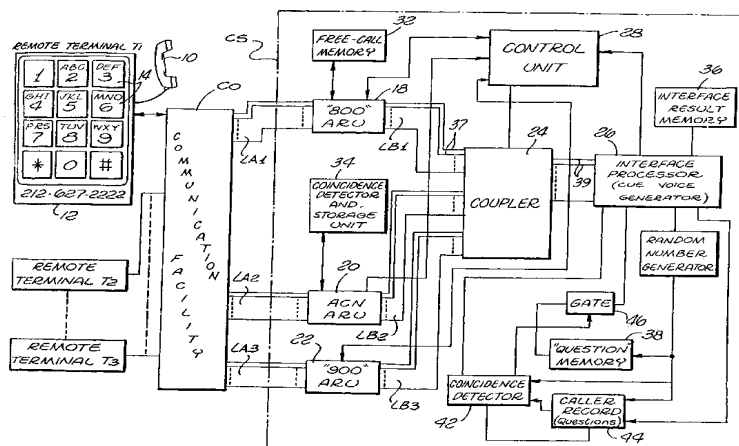 REMOTE TERMINAL T1
10
1
ABC 2
DEF 3
14
GHI 4
JKL 5
MNO 6
PRS 7
TUV 8
WXY 9
*
0
#
212-627-2222
12
REMOTE TERMINAL T2
REMOTE TERMINAL T3
CO
COMMUNICATION FACILITY
CS
FREE-CALL MEMORY
32
LA1
"800" ARU
18
LB1
37
CONTROL UNIT
28
34
COINCIDENCE DETECTOR AND STORAGE UNIT
24
COUPLER
39
26
INTERFACE PROCESSOR (CUE VOICE GENERATOR)
36
INTERFACE RESULT MEMORY
LA2
20
ACN ARU
LB2
RANDOM NUMBER GENERATOR
GATE
46
38
QUESTION MEMORY
LA3
22
"900" ARU
LB3
COINCIDENCE DETECTOR
42
CALLER RECORD (Questions)
44